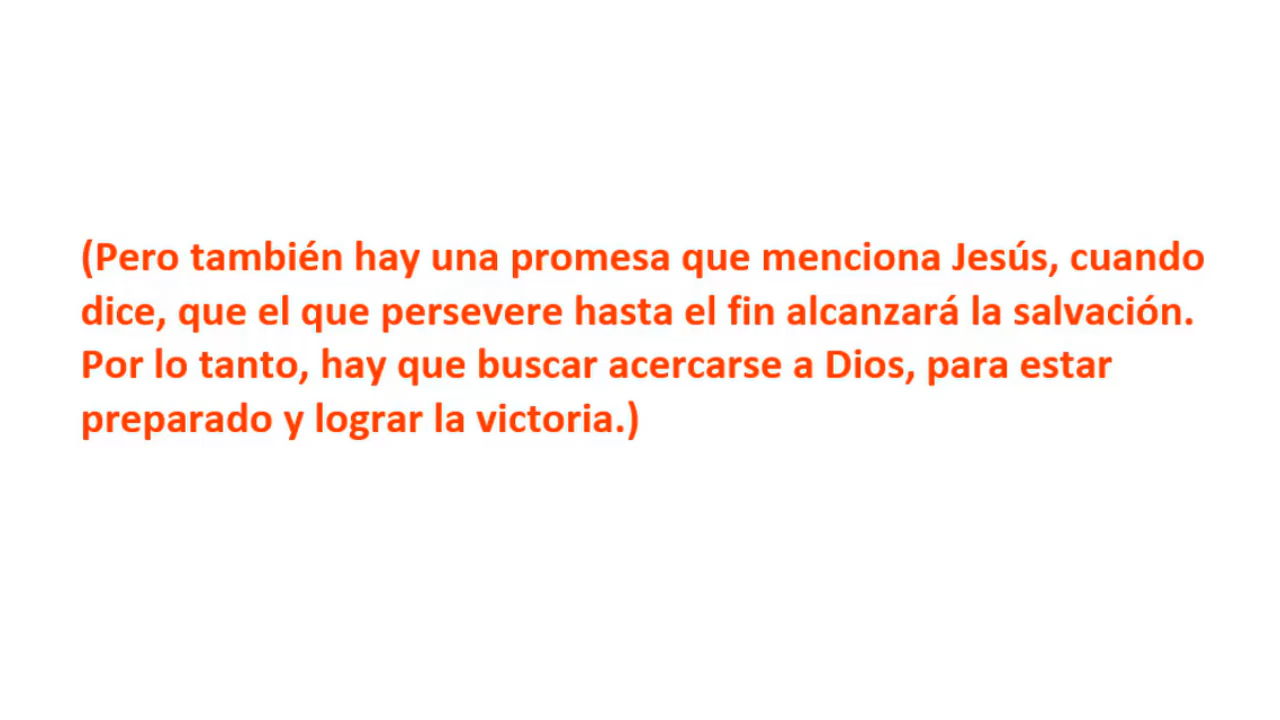 (Pero también hay una promesa que menciona Jesús, cuando
dice, que el que persevere hasta el fin alcanzará la salvación.
Por lo tanto, hay que buscar acercarse a Dios, para estar
preparado y lograr la victoria.)